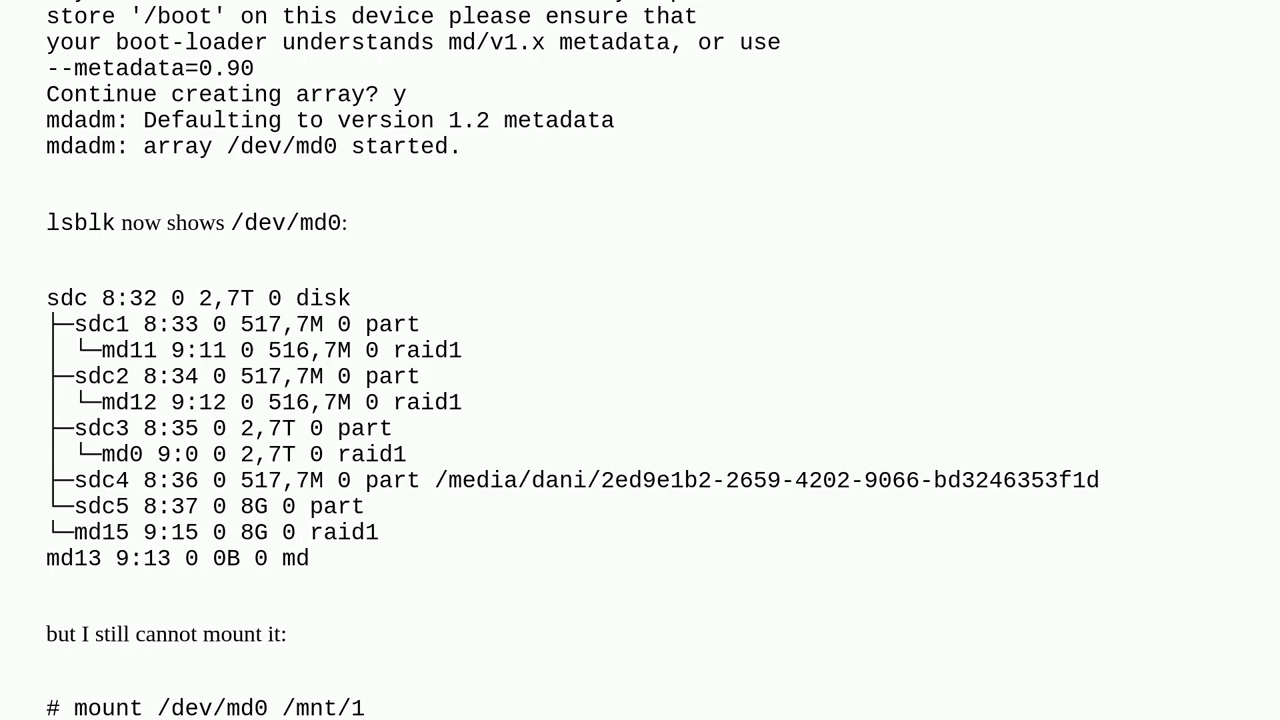 store '/boot' on this device please ensure that
your boot-loader understands md/v1.x metadata, or use
--metadata=0.90
Continue creating array? y
mdadm: Defaulting to version 1.2 metadata
mdadm: array /dev/md0 started.
lsblk now shows /dev/md0:
sdc 8:32 0 2,7T 0 disk
├─sdc1 8:33 0 517,7M 0 part
│ └─md11 9:11 0 516,7M 0 raid1
├─sdc2 8:34 0 517,7M 0 part
│ └─md12 9:12 0 516,7M 0 raid1
├─sdc3 8:35 0 2,7T 0 part
│ └─md0 9:0 0 2,7T 0 raid1
├─sdc4 8:36 0 517,7M 0 part /media/dani/2ed9e1b2-2659-4202-9066-bd3246353f1d
└─sdc5 8:37 0 8G 0 part
└─md15 9:15 0 8G 0 raid1
md13 9:13 0 0B 0 md
but I still cannot mount it:
# mount /dev/md0 /mnt/1